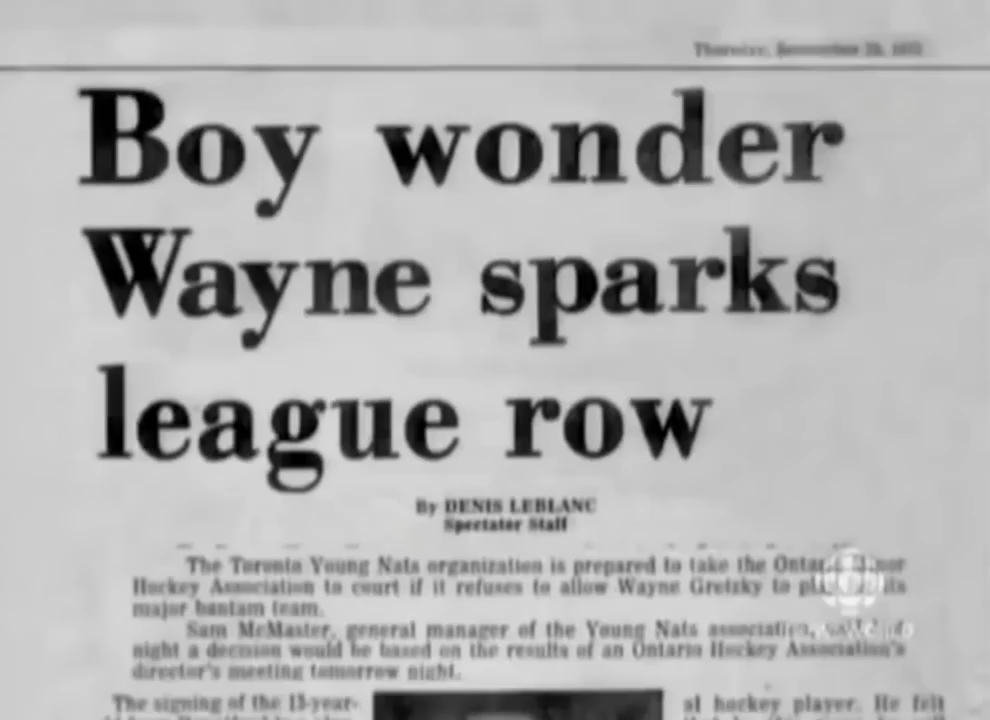 Boy wonder
Wayne sparks
league row
By DENIS LEBLANC
Spectator Staff
The Toronto Young Nats organization is prepared to take the
Hockey Association to court if it refuses to allow Wayne Gretzky to
major bantam team.
Sam McMaster, general manager of the Young Nats association,
night a decision would be based on the results of an Ontario Hockey Association's
director's meeting tomorrow night.
The signing of the 15-year-
hockey player. He felt